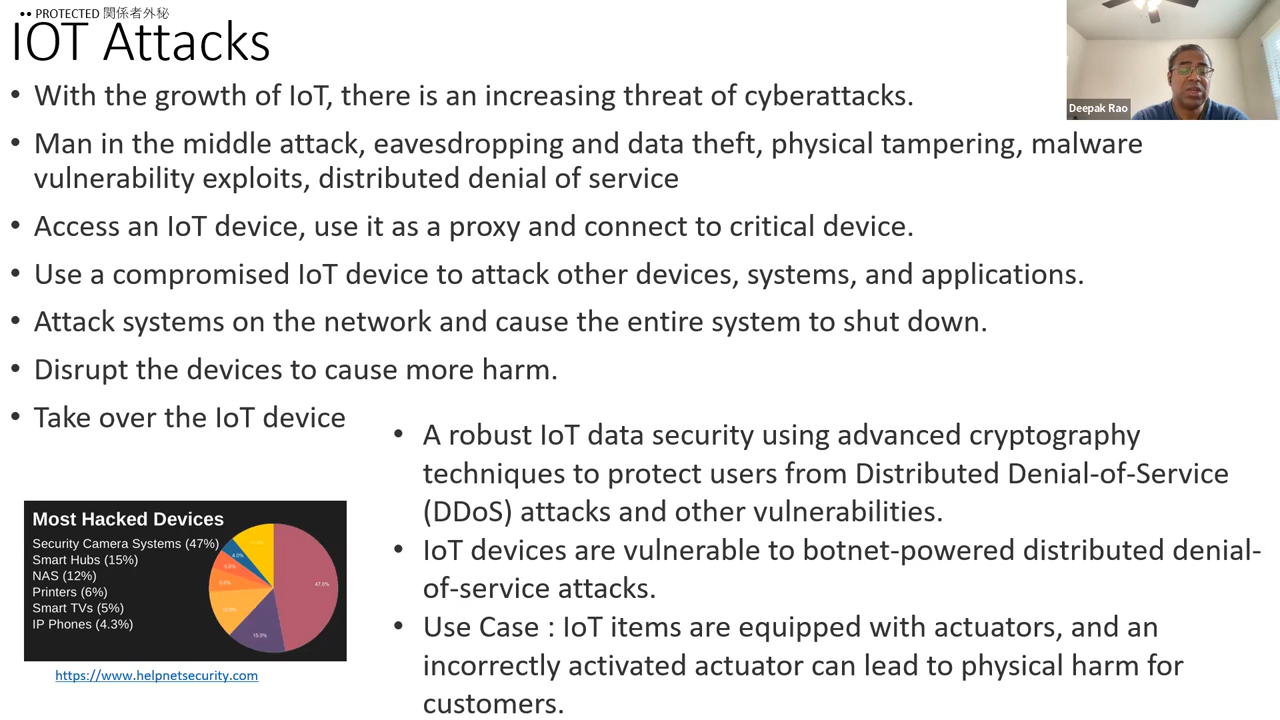 •• PROTECTED 関係者外秘
IOT Attacks
Deepak Rao
• With the growth of IoT, there is an increasing threat of cyberattacks.
• Man in the middle attack, eavesdropping and data theft, physical tampering, malware
vulnerability exploits, distributed denial of service
• Access an IoT device, use it as a proxy and connect to critical device.
• Use a compromised IoT device to attack other devices, systems, and applications.
• Attack systems on the network and cause the entire system to shut down.
• Disrupt the devices to cause more harm.
• Take over the IoT device
• A robust IoT data security using advanced cryptography
techniques to protect users from Distributed Denial-of-Service
(DDoS) attacks and other vulnerabilities.
• IoT devices are vulnerable to botnet-powered distributed denial-
of-service attacks.
• Use Case : IoT items are equipped with actuators, and an
incorrectly activated actuator can lead to physical harm for
customers.
Most Hacked Devices
Security Camera Systems (47%)
Smart Hubs (15%)
NAS (12%)
Printers (6%)
Smart TVs (5%)
IP Phones (4.3%)
47.0%
15.0%
https://www.helpnetsecurity.com